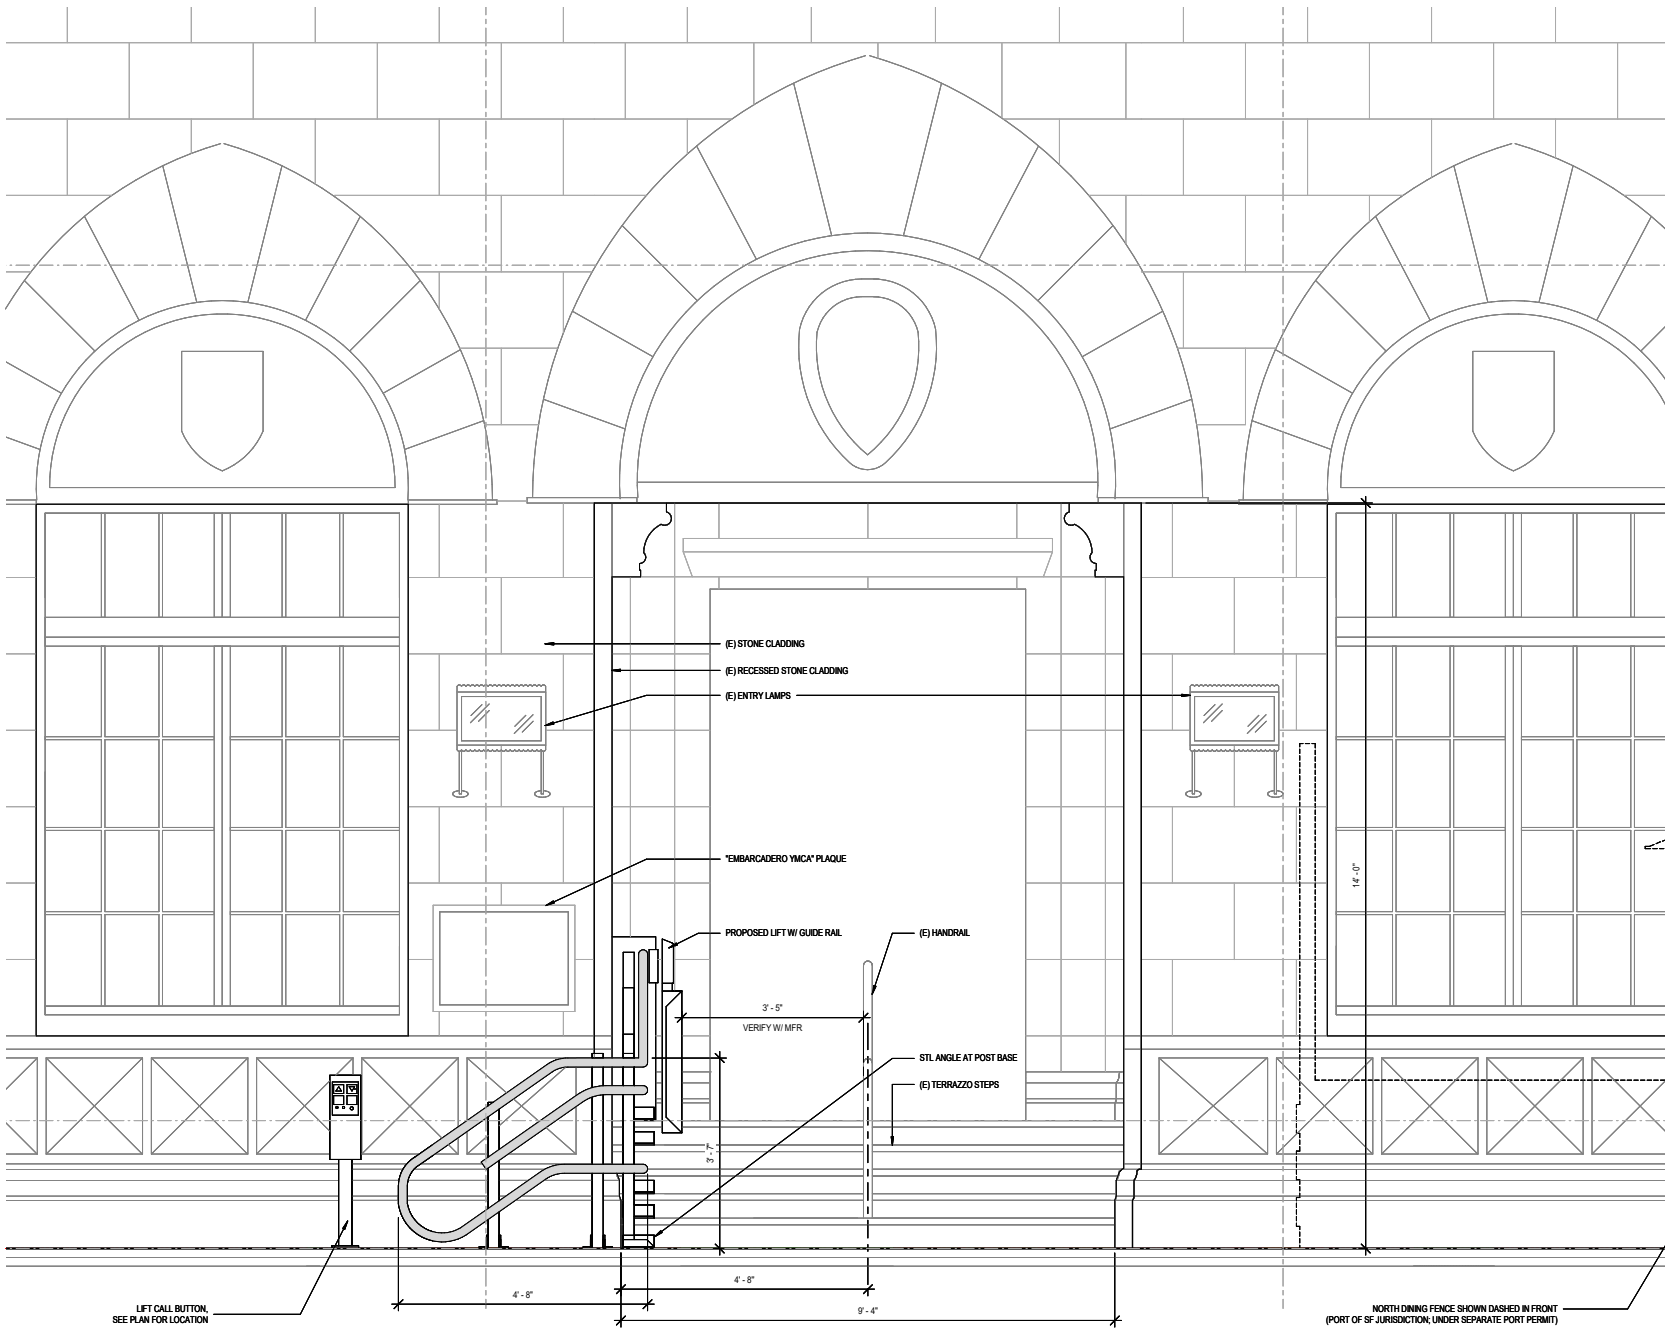 (E) STONE CLADDING
(E) RECESSED STONE CLADDING
(E) ENTRY LAMPS
"EMBARCADERO YMCA" PLAQUE
14' - 0"
PROPOSED LIFT W/ GUIDE RAIL
(E) HANDRAIL
3' - 5"
VERIFY W/ MFR
STL ANGLE AT POST BASE
(E) TERRAZZO STEPS
3' - 7"
4' - 8"
4' - 8"
9' - 4"
LIFT CALL BUTTON,
SEE PLAN FOR LOCATION
NORTH DINING FENCE SHOWN DASHED IN FRONT
(PORT OF SF JURISDICTION; UNDER SEPARATE PORT PERMIT)